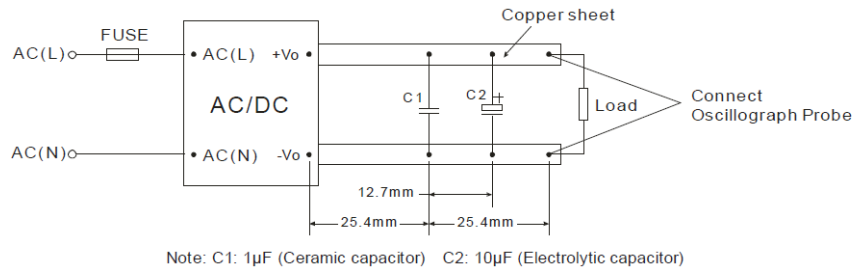 Copper sheet
FUSE
AC(L)
AC(L) +Vo
C1
C2
+
Load
AC/DC
Connect
Oscillograph Probe
AC(N)
AC(N) -Vo
12.7mm
25.4mm
25.4mm
Note: C1: 1μF (Ceramic capacitor) C2: 10μF (Electrolytic capacitor)